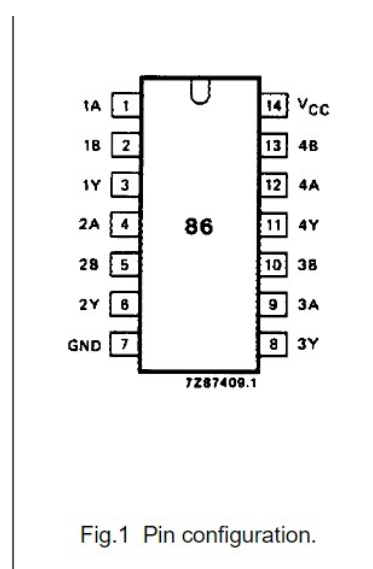 1A 1 14 VCC
1B 2 13 4B
1Y 3 12 4A
2A 4 86 11 4Y
2B 5 10 3B
2Y 6 9 3A
GND 7 8 3Y
7Z87409.1
Fig.1 Pin configuration.